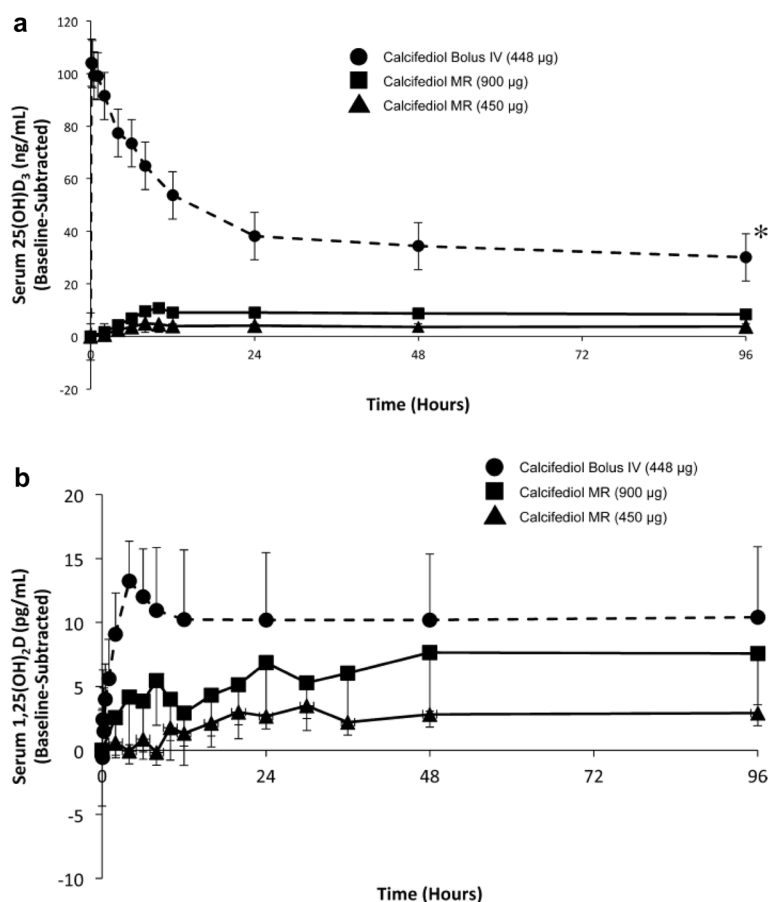 a
120
100
80
60
40
20
0
-20
Serum 25(OH)D₃ (ng/mL)
(Baseline-Subtracted)
Calcifediol Bolus IV (448 µg)
Calcifediol MR (900 µg)
Calcifediol MR (450 µg)
*
0 24 48 72 96
Time (Hours)
b
20
15
10
5
0
-5
-10
Serum 1,25(OH)₂D (pg/mL)
(Baseline-Subtracted)
Calcifediol Bolus IV (448 µg)
Calcifediol MR (900 µg)
Calcifediol MR (450 µg)
0 24 48 72 96
Time (Hours)